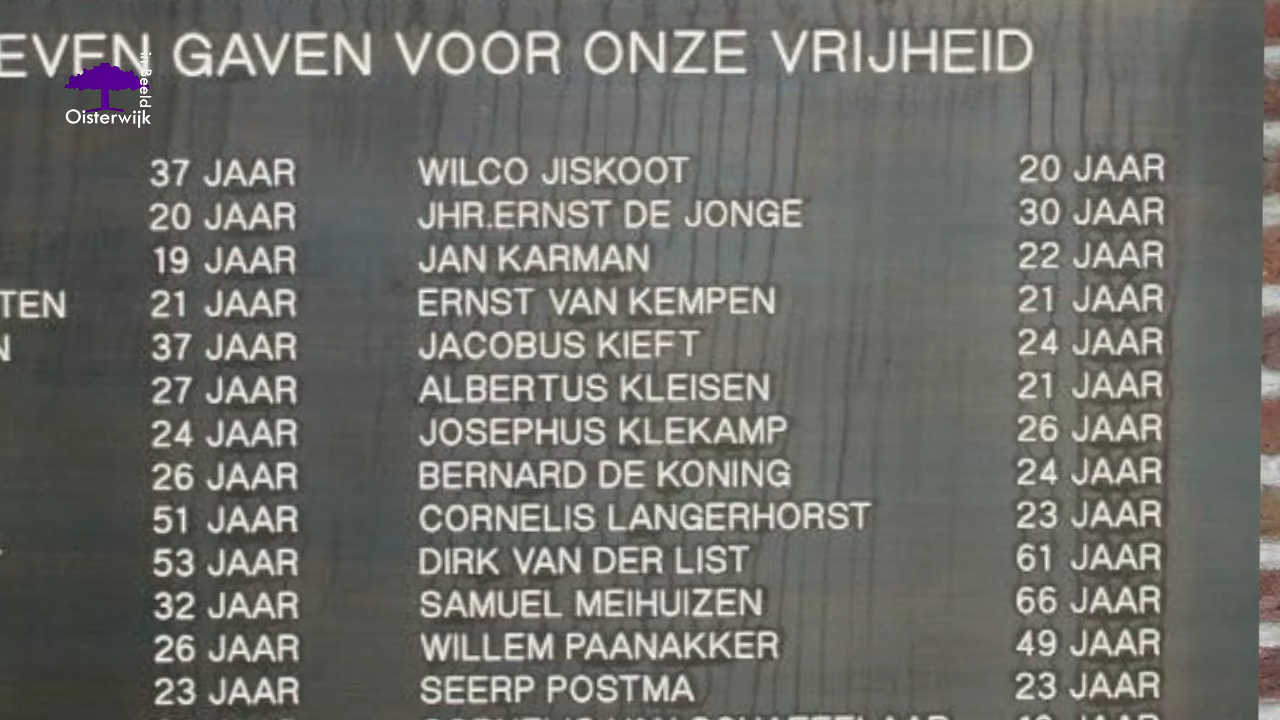 EVEN GAVEN VOOR ONZE VRIJHEID
inBeeld
Oisterwijk
37 JAAR WILCO JISKOOT 20 JAAR
20 JAAR JHR.ERNST DE JONGE 30 JAAR
19 JAAR JAN KARMAN 22 JAAR
TEN 21 JAAR ERNST VAN KEMPEN 21 JAAR
N 37 JAAR JACOBUS KIEFT 24 JAAR
27 JAAR ALBERTUS KLEISEN 21 JAAR
24 JAAR JOSEPHUS KLEKAMP 26 JAAR
26 JAAR BERNARD DE KONING 24 JAAR
51 JAAR CORNELIS LANGERHORST 23 JAAR
53 JAAR DIRK VAN DER LIST 61 JAAR
32 JAAR SAMUEL MEIHUIZEN 66 JAAR
26 JAAR WILLEM PAANAKKER 49 JAAR
23 JAAR SEERP POSTMA 23 JAAR